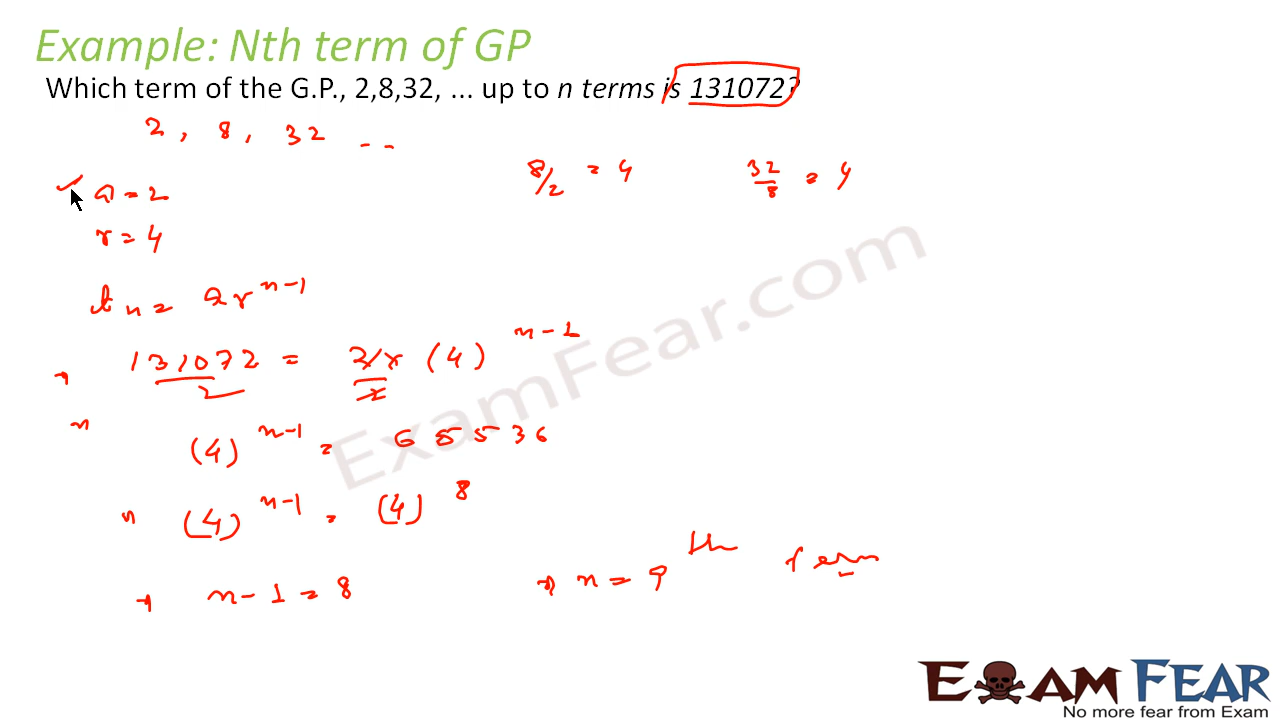 Example: Nth term of GP
Which term of the G.P., 2,8,32, ... up to n terms is 131072?
2, 8, 32 - -
8/2 = 4 32/8 = 4
a = 2
r = 4
tn = ar^n-1
131072/2 = 2 x (4)^n-1 / 2
(4)^n-1 = 65536
(4)^n-1 = (4)^8
n-1 = 8 → n = 9th term
ExamFear.com
EXAM FEAR
No more fear from Exam